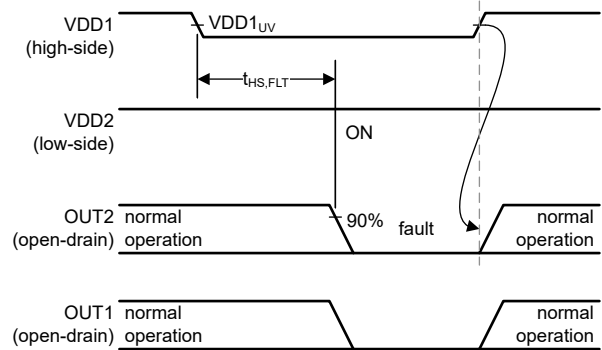 VDD1
(high-side)
VDD1UV
tHS,FLT
VDD2
(low-side)
ON
OUT2
(open-drain)
normal
operation
90%
fault
normal
operation
OUT1
(open-drain)
normal
operation
normal
operation